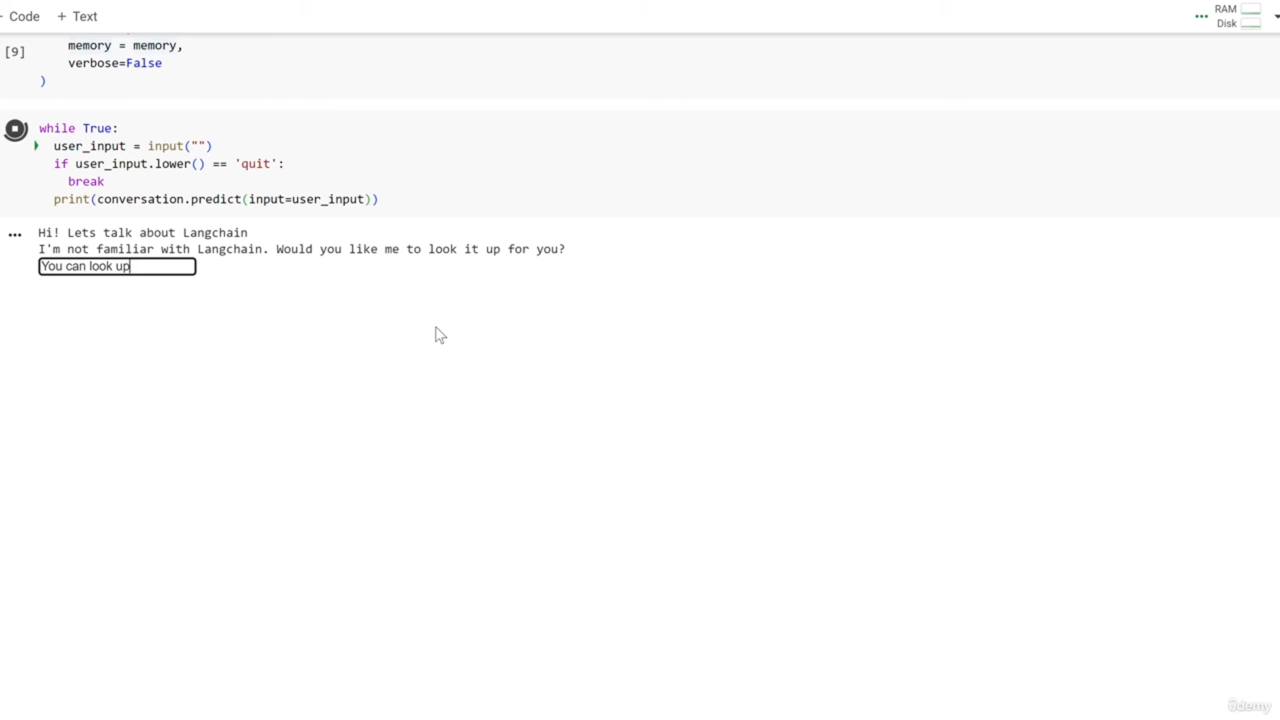 Code + Text
RAM
Disk
[9]
memory = memory,
verbose=False
)
while True:
user_input = input("")
if user_input.lower() == 'quit':
break
print(conversation.predict(input=user_input))
Hi! Lets talk about Langchain
I'm not familiar with Langchain. Would you like me to look it up for you?
You can look up
ûdemy